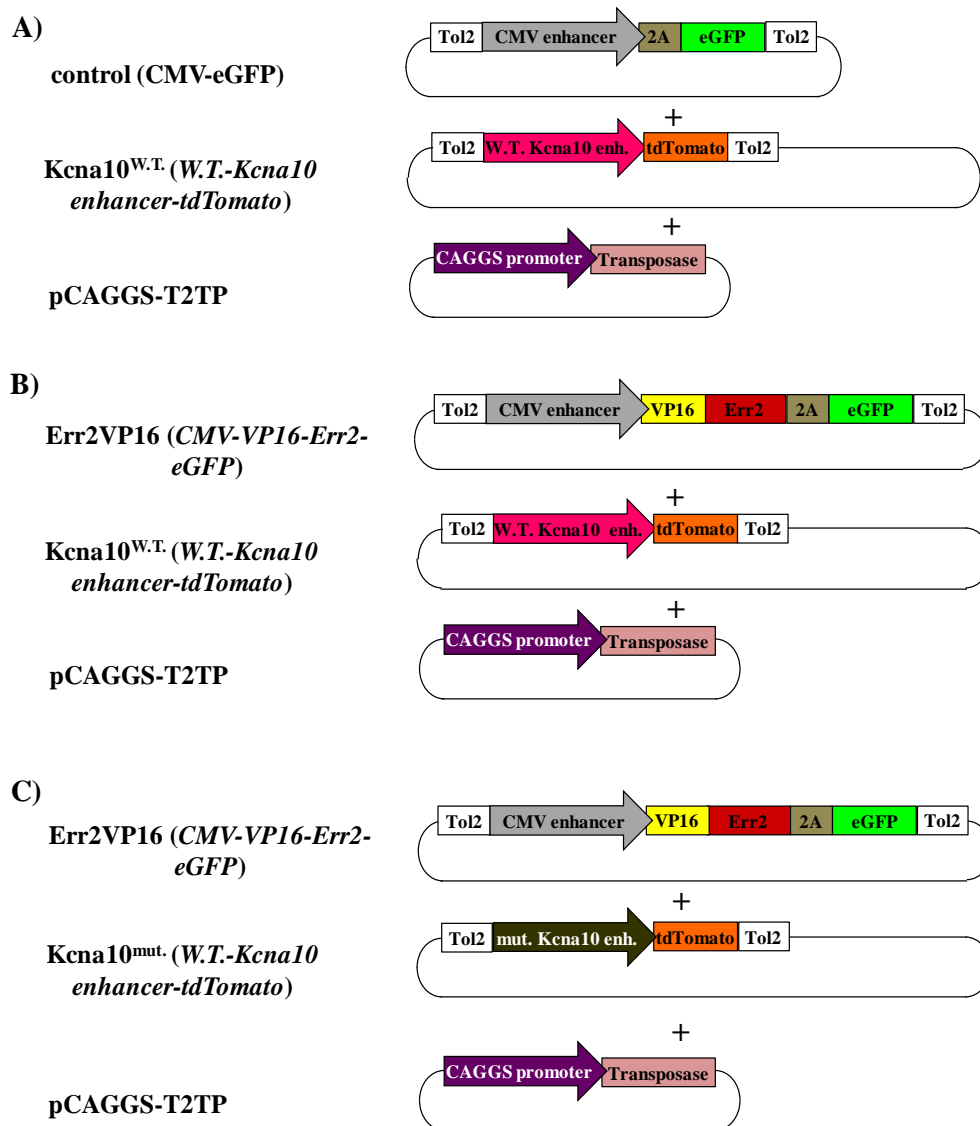 A)
Tol2 CMV enhancer 2A eGFP Tol2
control (CMV-eGFP)
+
Tol2 W.T. Kcna10 enh. tdTomato Tol2
Kcna10W.T. (W.T.-Kcna10
enhancer-tdTomato)
+
CAGGS promoter Transposase
pCAGGS-T2TP
B)
Tol2 CMV enhancer VP16 Err2 2A eGFP Tol2
Err2VP16 (CMV-VP16-Err2-
eGFP)
+
Tol2 W.T. Kcna10 enh. tdTomato Tol2
Kcna10W.T. (W.T.-Kcna10
enhancer-tdTomato)
+
CAGGS promoter Transposase
pCAGGS-T2TP
C)
Tol2 CMV enhancer VP16 Err2 2A eGFP Tol2
Err2VP16 (CMV-VP16-Err2-
eGFP)
+
Tol2 mut. Kcna10 enh. tdTomato Tol2
Kcna10mut. (W.T.-Kcna10
enhancer-tdTomato)
+
CAGGS promoter Transposase
pCAGGS-T2TP